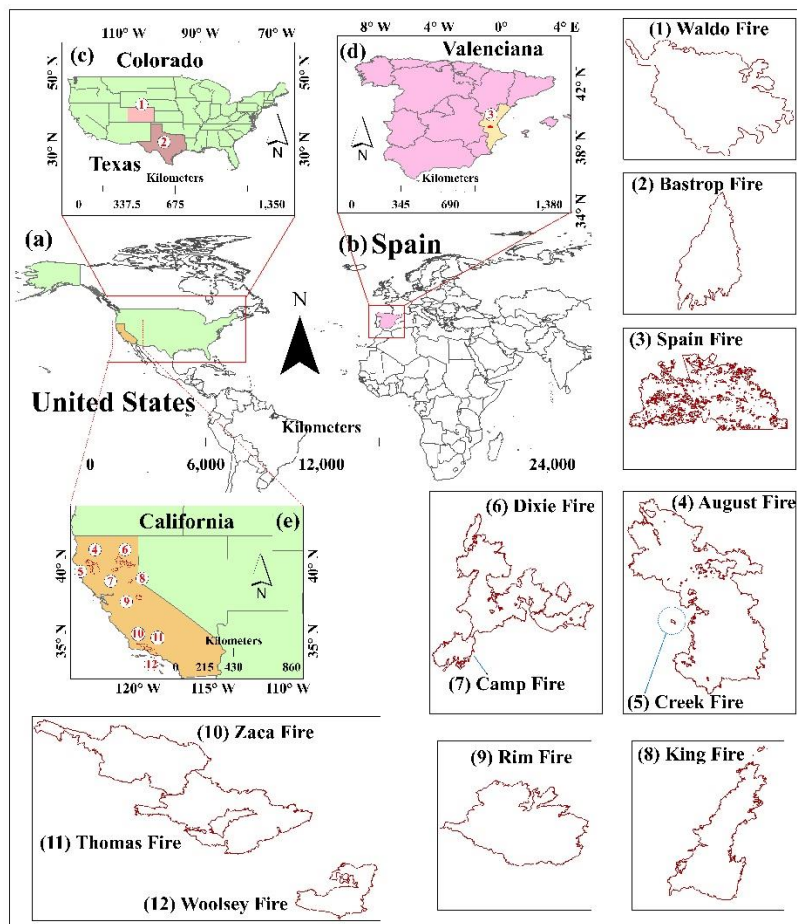 110° W 90° W 70° W
(c)
Colorado
50° N
50° N
1
2
30° N
30° N
Texas
N
Kilometers
0 337.5 675 1,350
8° W 4° W 0° 4° E
(d)
Valenciana
42° N
3
38° N
N
Kilometers
0 345 690 1,380
34° N
(1) Waldo Fire
(2) Bastrop Fire
(3) Spain Fire
(a)
(b) Spain
N
United States
Kilometers
0 6,000 12,000 24,000
California
(e)
4 6
40° N
40° N
5 7 8
9
N
10 11
35° N
35° N
Kilometers
12 0 215 430 860
120° W 115° W 110° W
(6) Dixie Fire
(7) Camp Fire
(4) August Fire
(5) Creek Fire
(10) Zaca Fire
(11) Thomas Fire
(12) Woolsey Fire
(9) Rim Fire
(8) King Fire